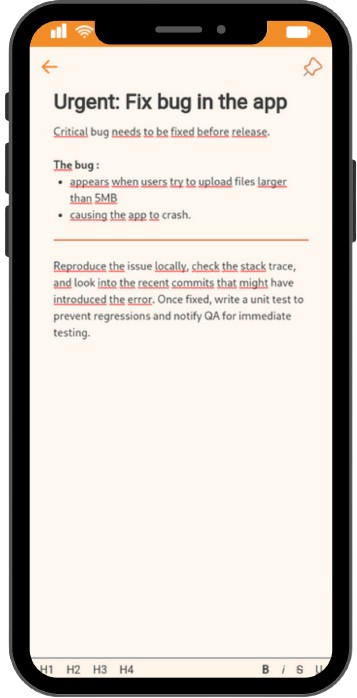 Urgent: Fix bug in the app
Critical bug needs to be fixed before release.
The bug :
• appears when users try to upload files larger
than 5MB
• causing the app to crash.
Reproduce the issue locally, check the stack trace,
and look into the recent commits that might have
introduced the error. Once fixed, write a unit test to
prevent regressions and notify QA for immediate
testing.
H1 H2 H3 H4 B i S U